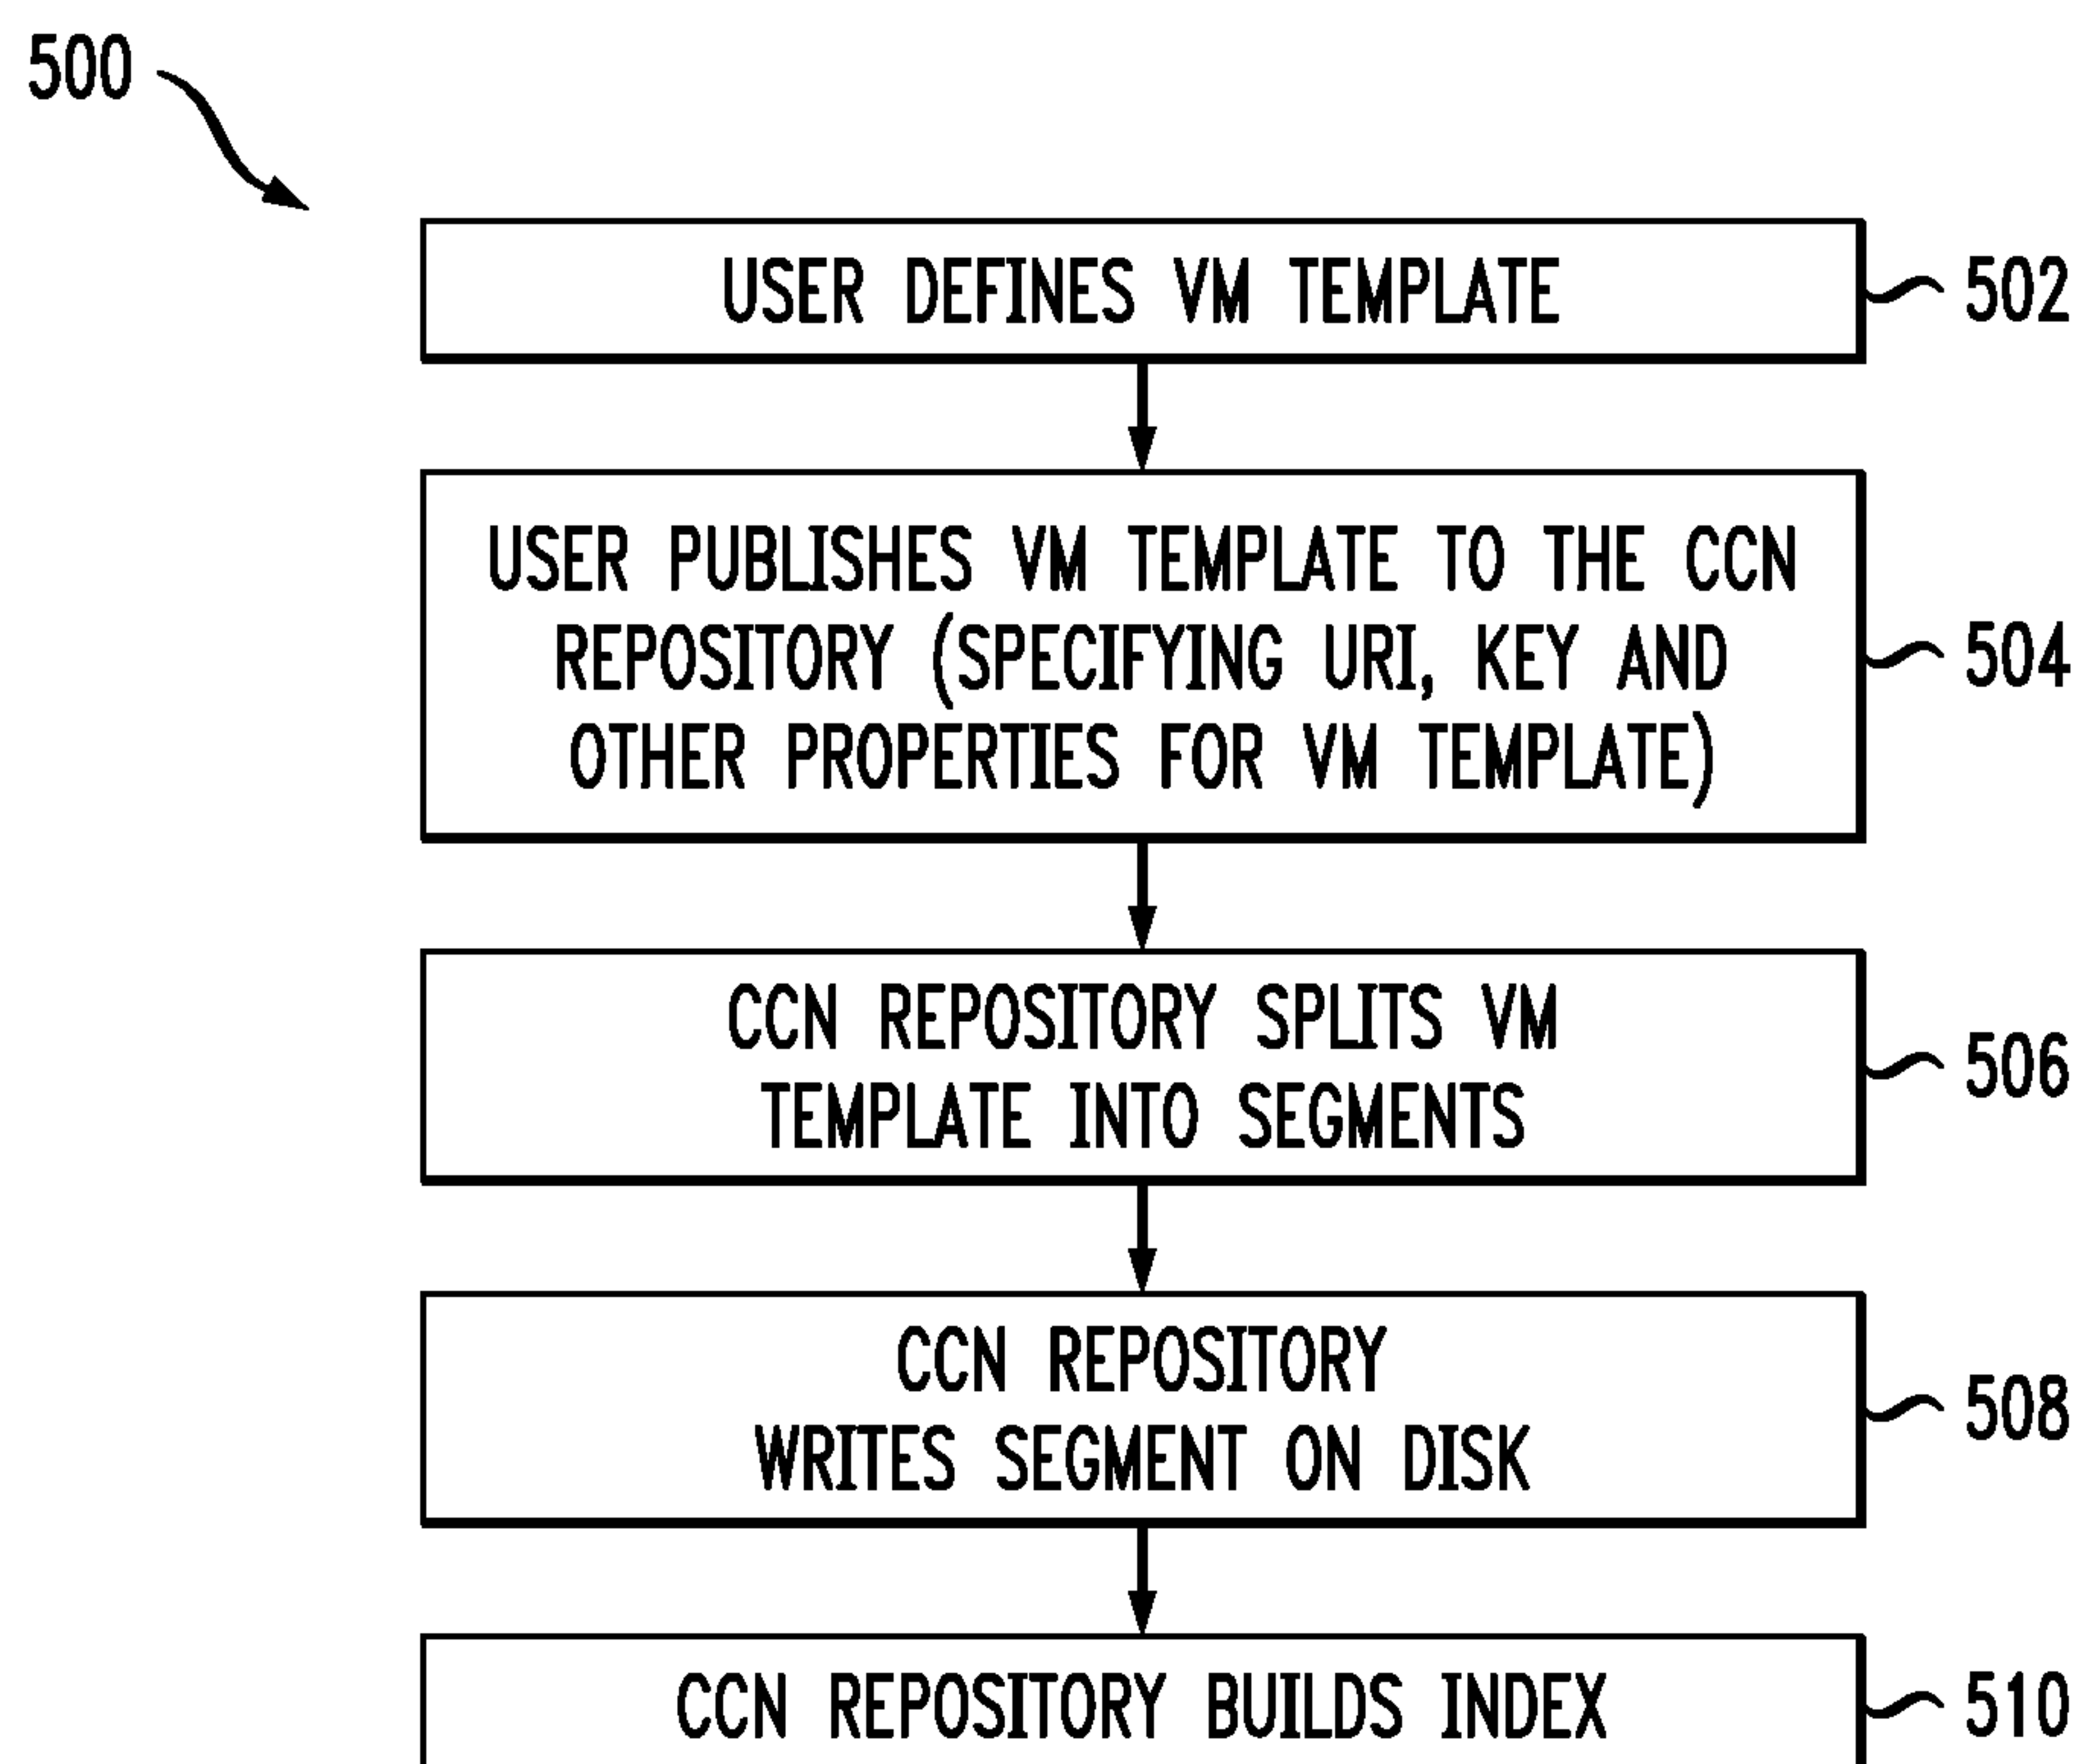 500
USER DEFINES VM TEMPLATE
502
USER PUBLISHES VM TEMPLATE TO THE CCN
REPOSITORY (SPECIFYING URI, KEY AND
OTHER PROPERTIES FOR VM TEMPLATE)
504
CCN REPOSITORY SPLITS VM
TEMPLATE INTO SEGMENTS
506
CCN REPOSITORY
WRITES SEGMENT ON DISK
508
CCN REPOSITORY BUILDS INDEX
510